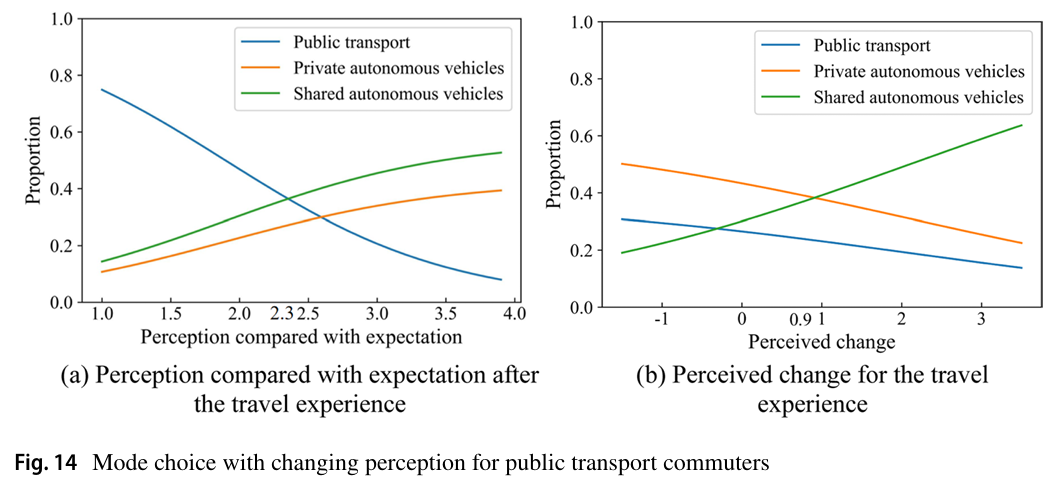 1.0
0.8
0.6
0.4
0.2
0.0
Proportion
Public transport
Private autonomous vehicles
Shared autonomous vehicles
1.0 1.5 2.0 2.3 2.5 3.0 3.5 4.0
Perception compared with expectation
(a) Perception compared with expectation after
the travel experience
1.0
0.8
0.6
0.4
0.2
0.0
Proportion
Public transport
Private autonomous vehicles
Shared autonomous vehicles
-1 0 0.9 1 2 3
Perceived change
(b) Perceived change for the travel
experience
Fig. 14 Mode choice with changing perception for public transport commuters